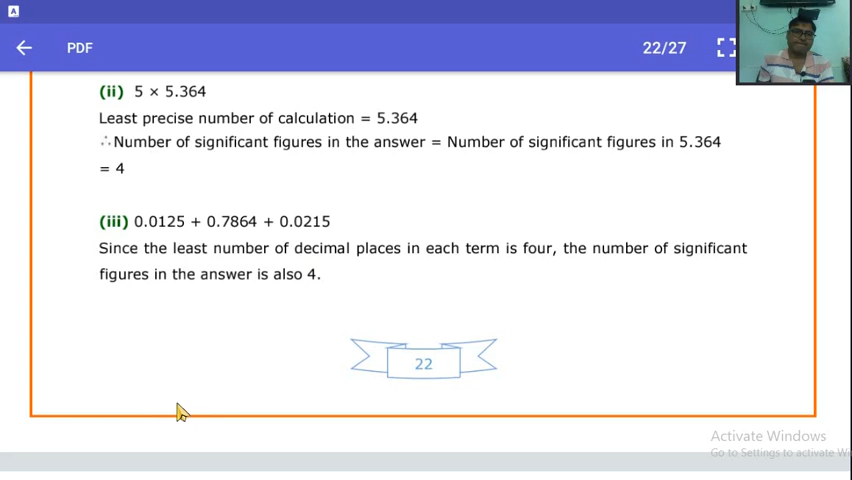 A
PDF
22/27
(ii) 5 × 5.364
Least precise number of calculation = 5.364
∴Number of significant figures in the answer = Number of significant figures in 5.364
= 4
(iii) 0.0125 + 0.7864 + 0.0215
Since the least number of decimal places in each term is four, the number of significant
figures in the answer is also 4.
22
Activate Windows
Go to Settings to activate W